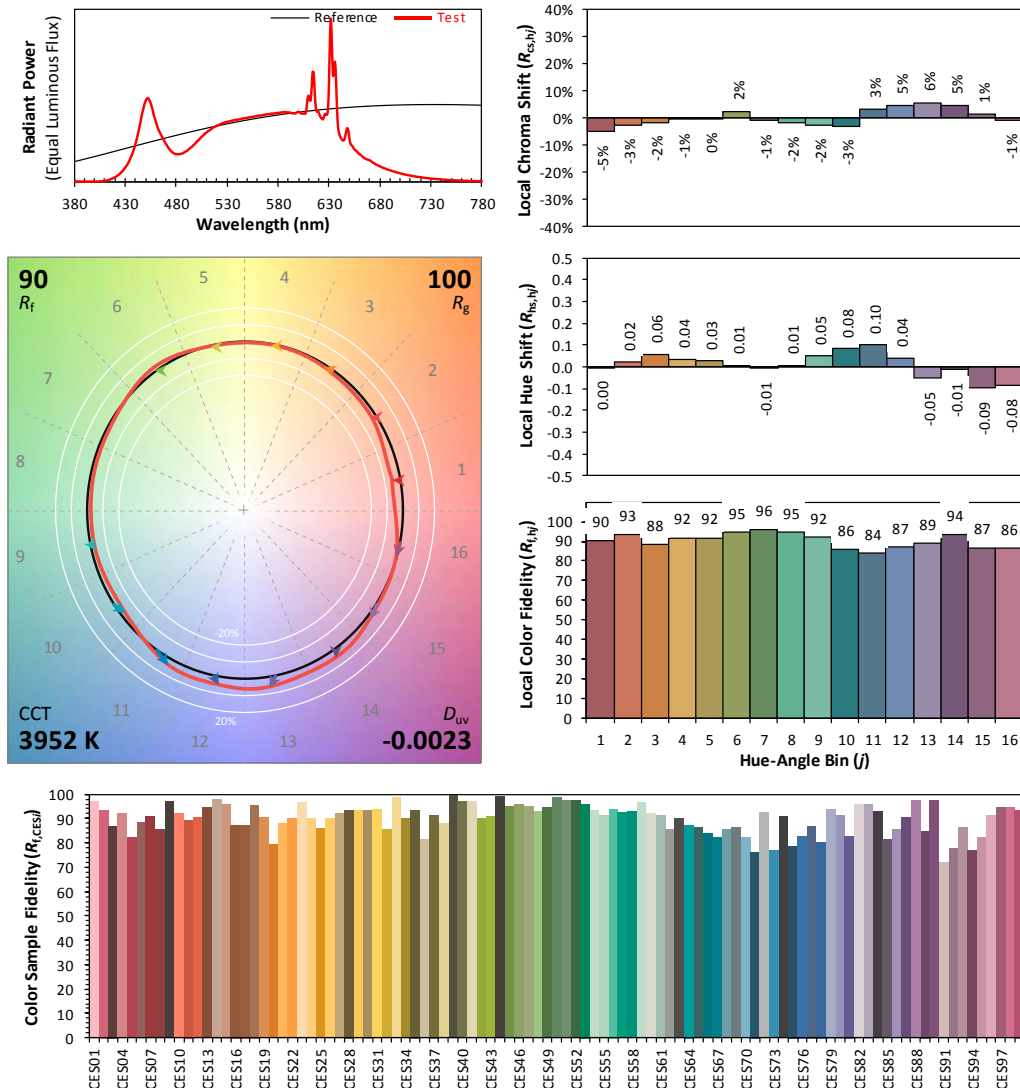 Radiant Power
(Equal Luminous Flux)
Reference
Test
380 430 480 530 580 630 680 730 780
Wavelength (nm)
Local Chroma Shift (Rcs,hj)
40%
30%
20%
10%
0%
-10%
-20%
-30%
-40%
-5% -3% -2% -1% 0% 2% -1% -2% -2% -3% 3% 5% 6% 5% 1% -1%
90
Rf
100
Rg
5 4
6 3
7 2
8 1
9 16
10 15
11 14
12 13
-20%
20%
CCT
3952 K
Duv
-0.0023
Local Hue Shift (Rhs,hj)
0.5
0.4
0.3
0.2
0.1
0.0
-0.1
-0.2
-0.3
-0.4
-0.5
0.00 0.02 0.06 0.04 0.03 0.01 -0.01 0.01 0.05 0.08 0.10 0.04 -0.05 -0.01 -0.09 -0.08
Local Color Fidelity (Rf,hj)
100
90
80
70
60
50
40
30
20
10
0
90 93 88 92 92 95 96 95 92 86 84 87 89 94 87 86
1 2 3 4 5 6 7 8 9 10 11 12 13 14 15 16
Hue-Angle Bin (j)
Color Sample Fidelity (Rf,CESi)
100
90
80
70
60
50
40
30
20
10
0
CES01 CES04 CES07 CES10 CES13 CES16 CES19 CES22 CES25 CES28 CES31 CES34 CES37 CES40 CES43 CES46 CES49 CES52 CES55 CES58 CES61 CES64 CES67 CES70 CES73 CES76 CES79 CES82 CES85 CES88 CES91 CES94 CES97